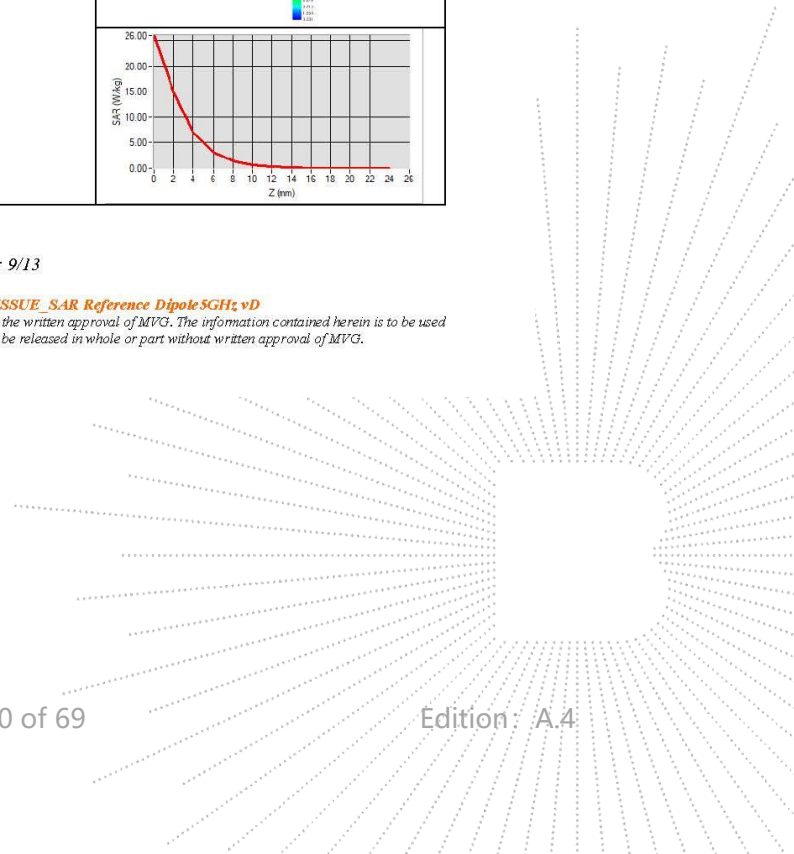 26.00
20.00
15.00
10.00
5.00
0.00
SAR (W/kg)
0 2 4 6 8 10 12 14 16 18 20 22 24 26
Z (mm)
: 9/13
ISSUE_SAR Reference Dipole5GHz vD
the written approval of MVG. The information contained herein is to be used
be released in whole or part without written approval of MVG.
0 of 69
Edition: A.4